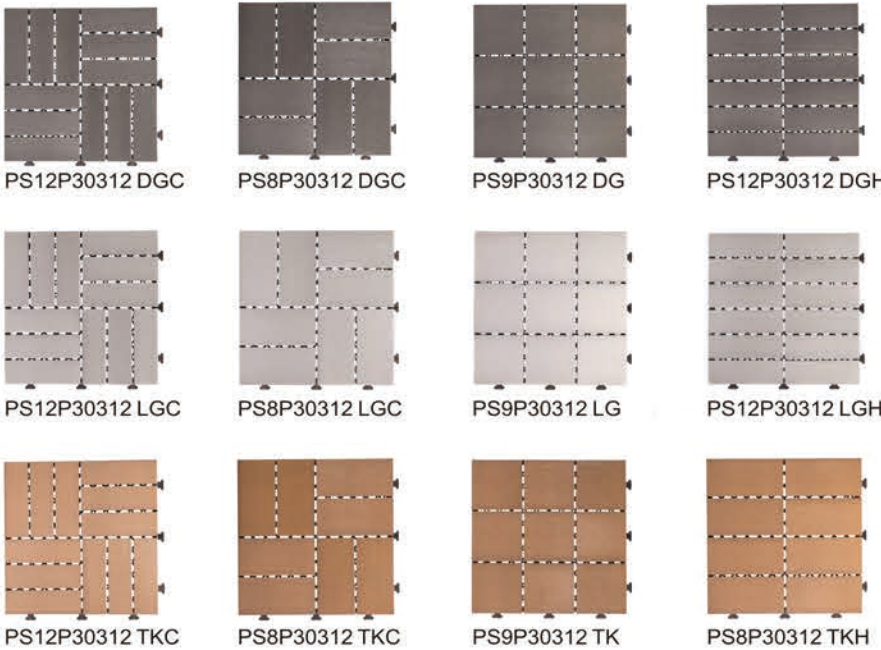 PS12P30312 DGC
PS8P30312 DGC
PS9P30312 DG
PS12P30312 DGH
PS12P30312 LGC
PS8P30312 LGC
PS9P30312 LG
PS12P30312 LGH
PS12P30312 TKC
PS8P30312 TKC
PS9P30312 TK
PS8P30312 TKH